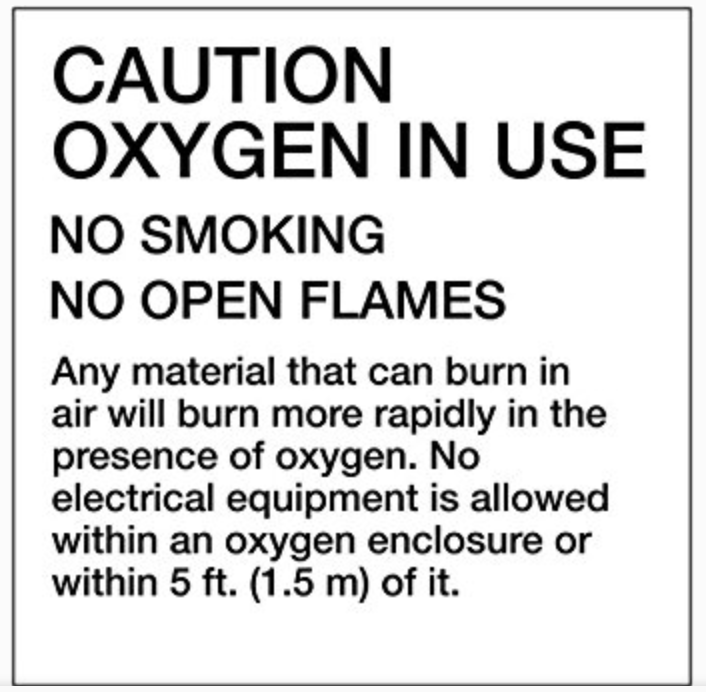 CAUTION
OXYGEN IN USE
NO SMOKING
NO OPEN FLAMES
Any material that can burn in
air will burn more rapidly in the
presence of oxygen. No
electrical equipment is allowed
within an oxygen enclosure or
within 5 ft. (1.5 m) of it.